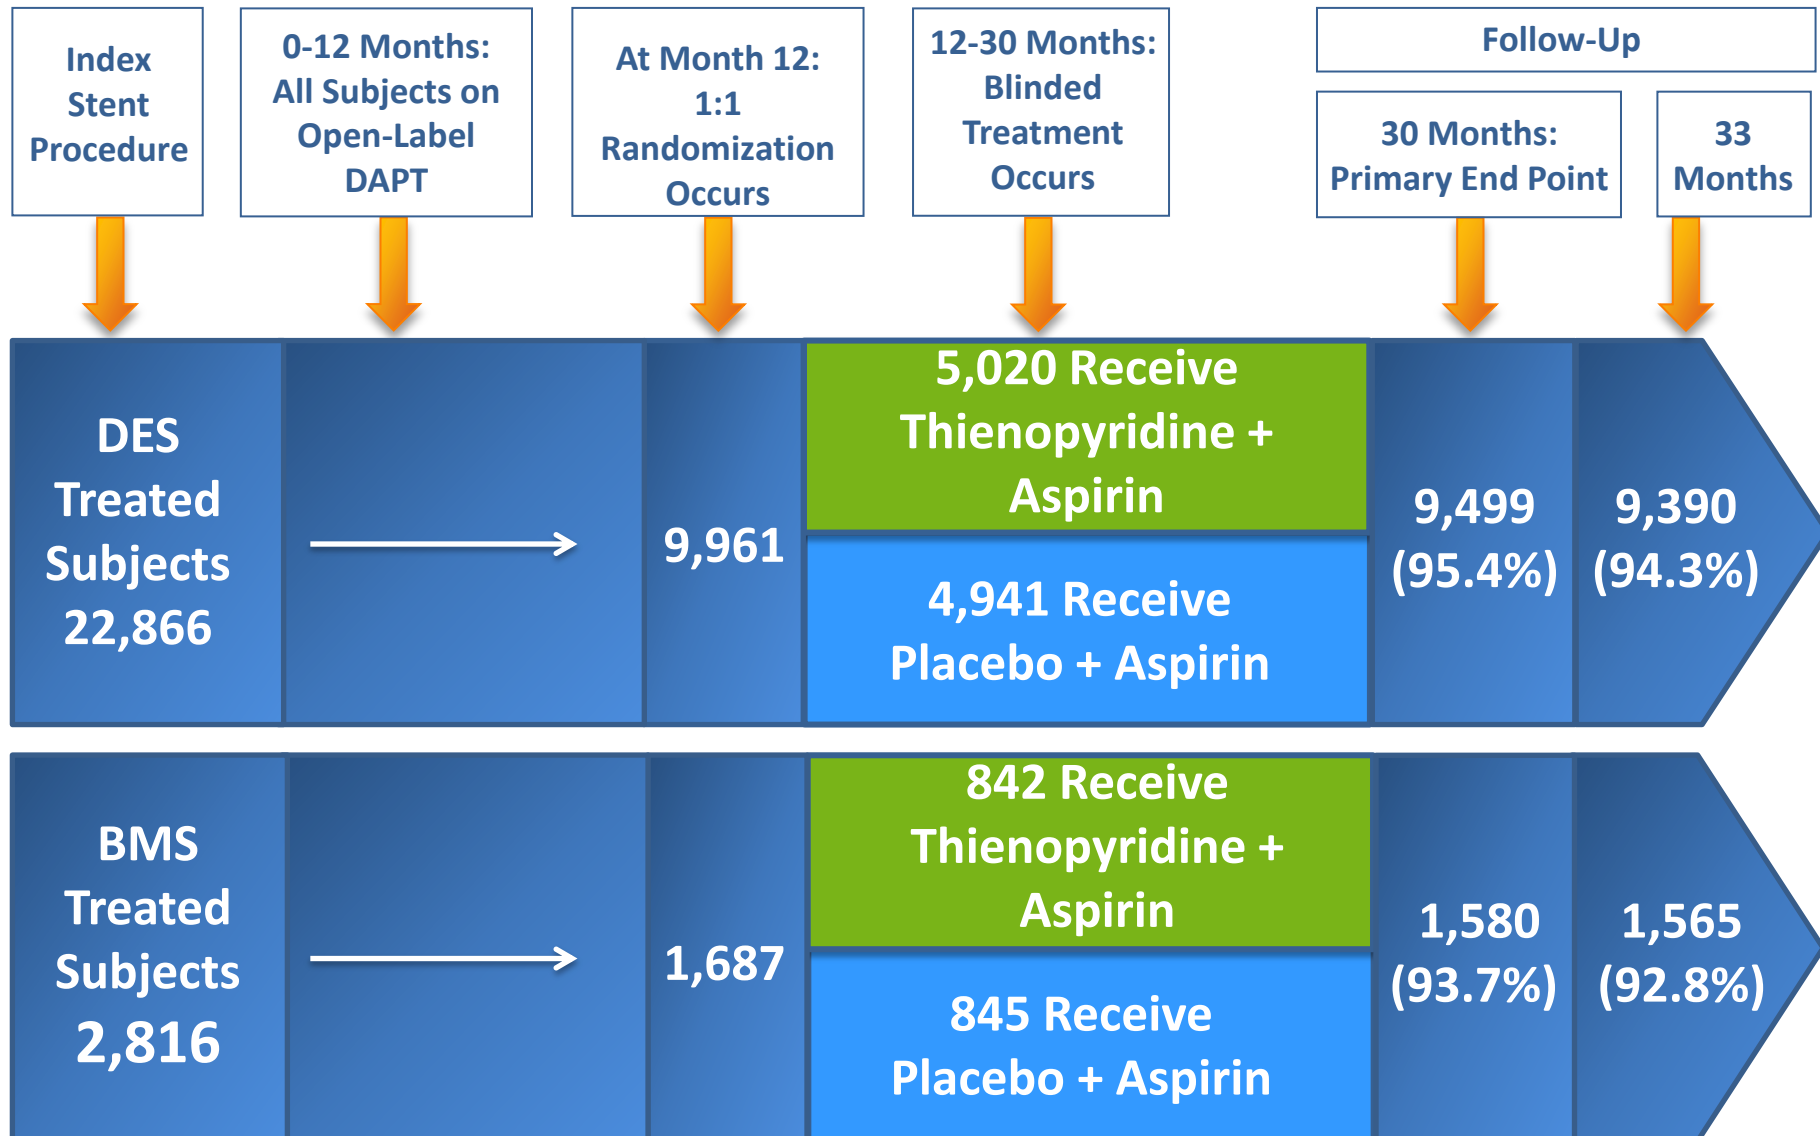 Index
Stent
Procedure
0-12 Months:
All Subjects on
Open-Label
DAPT
At Month 12:
1:1
Randomization
Occurs
12-30 Months:
Blinded
Treatment
Occurs
Follow-Up
30 Months:
Primary End Point
33
Months
DES
Treated
Subjects
22,866
9,961
5,020 Receive
Thienopyridine +
Aspirin
4,941 Receive
Placebo + Aspirin
9,499
(95.4%)
9,390
(94.3%)
BMS
Treated
Subjects
2,816
1,687
842 Receive
Thienopyridine +
Aspirin
845 Receive
Placebo + Aspirin
1,580
(93.7%)
1,565
(92.8%)